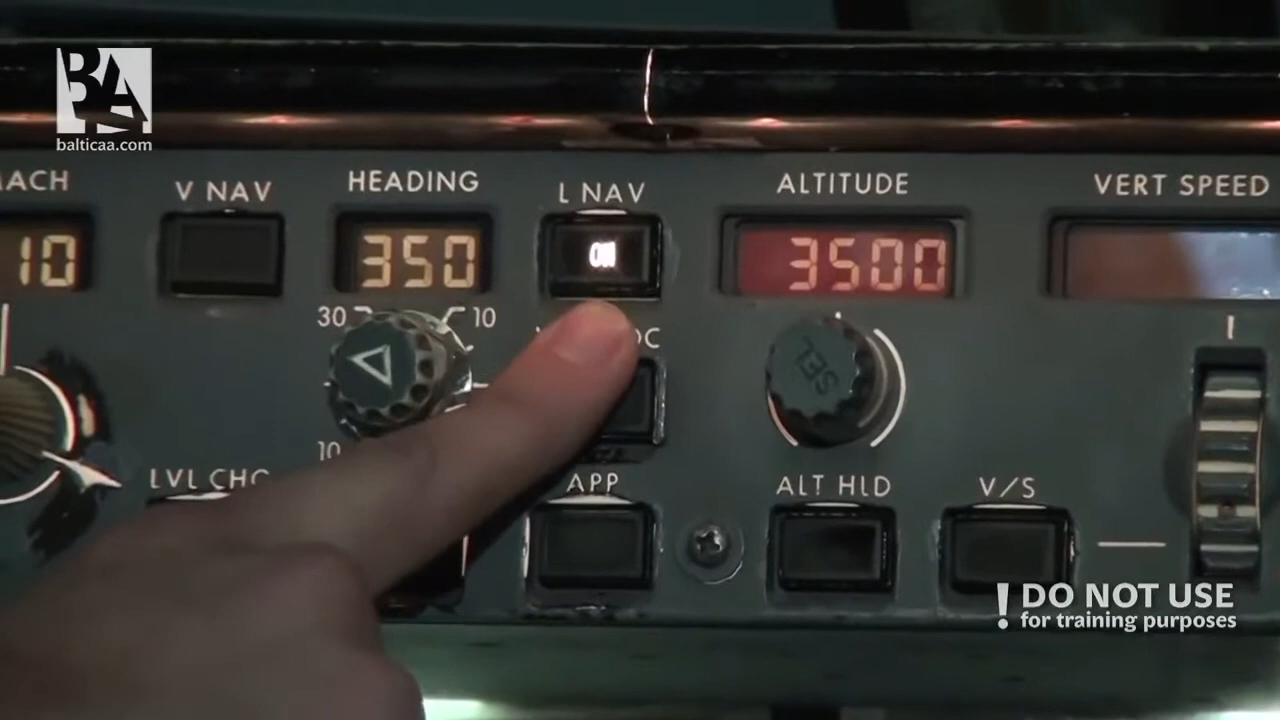 BA
balticaa.com
V NAV
HEADING
L NAV
ALTITUDE
VERT SPEED
10
350
ON
3500
30
10
SEL
10
LVL CHG
APP
ALT HLD
V/S
! DO NOT USE
for training purposes